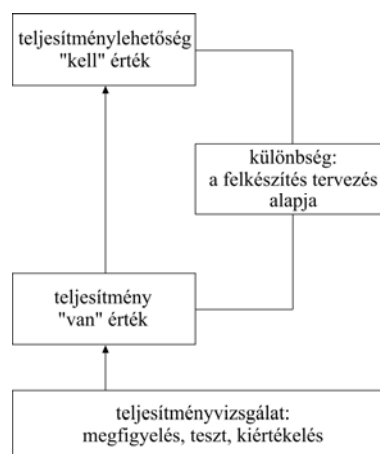 teljesítménylehetőség
"kell" érték
különbség:
a felkészítés tervezés
alapja
teljesítmény
"van" érték
teljesítményvizsgálat:
megfigyelés, teszt, kiértékelés